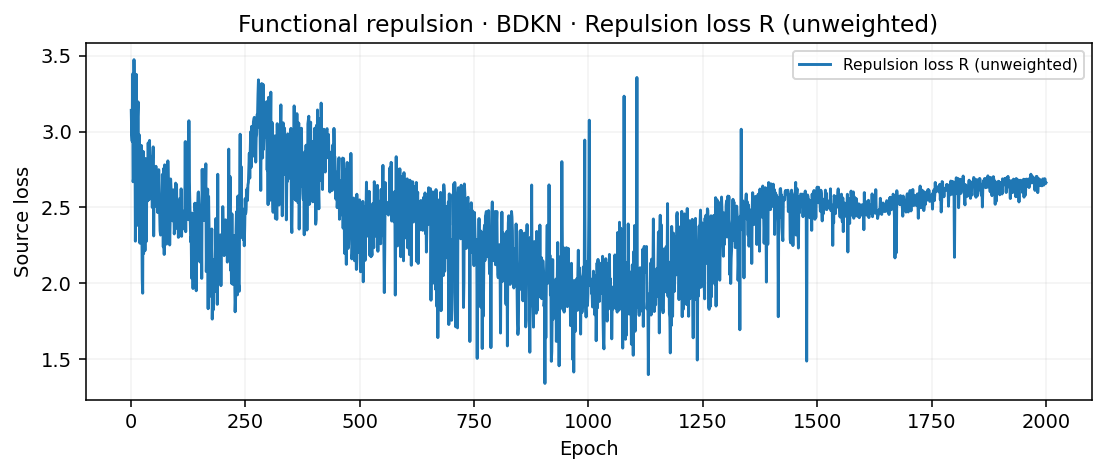 Functional repulsion · BDKN · Repulsion loss R (unweighted)
Repulsion loss R (unweighted)
Source loss
3.5
3.0
2.5
2.0
1.5
0 250 500 750 1000 1250 1500 1750 2000
Epoch